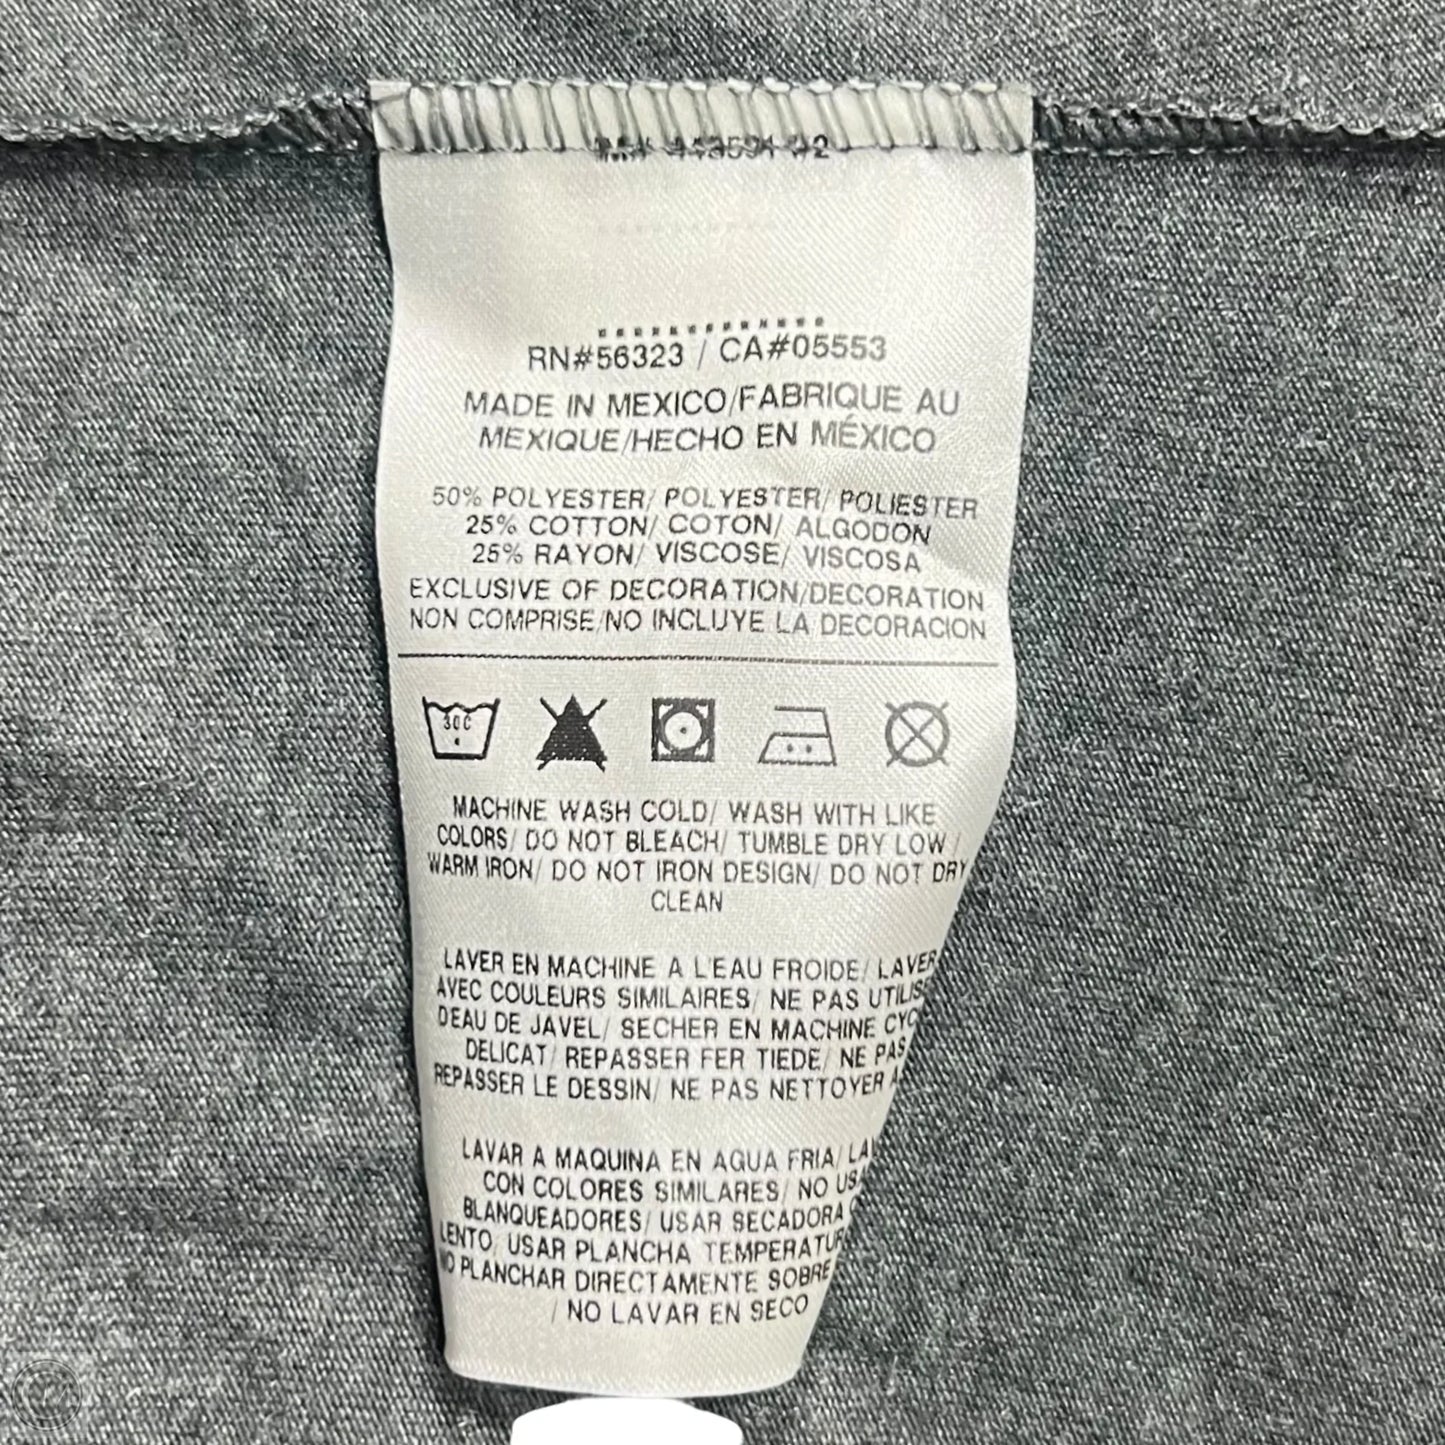 RN#56323 / CA#05553
MADE IN MEXICO/FABRIQUE AU
MEXIQUE/HECHO EN MÉXICO
50% POLYESTER/ POLYESTER/ POLIESTER
25% COTTON/ COTON/ ALGODON
25% RAYON/ VISCOSE/ VISCOSA
EXCLUSIVE OF DECORATION/DECORATION
NON COMPRISE/NO INCLUYE LA DECORACION
30C
MACHINE WASH COLD/ WASH WITH LIKE
COLORS/ DO NOT BLEACH/ TUMBLE DRY LOW /
WARM IRON/ DO NOT IRON DESIGN/ DO NOT DRY
CLEAN
LAVER EN MACHINE A L'EAU FROIDE/ LAVER
AVEC COULEURS SIMILAIRES/ NE PAS
DEAU DE JAVEL/ SECHER EN MACHINE
DELICAT/ REPASSER FER TIEDE/ NE PAS
REPASSER LE DESSIN/ NE PAS NETTOYER
LAVAR A MAQUINA EN AGUA FRIA/
CON COLORES SIMILARES/ NO
BLANQUEADORES/ USAR SECADORA
LENTO, USAR PLANCHA
NO PLANCHAR DIRECTAMENTE SOBRE
/ NO LAVAR EN SECO